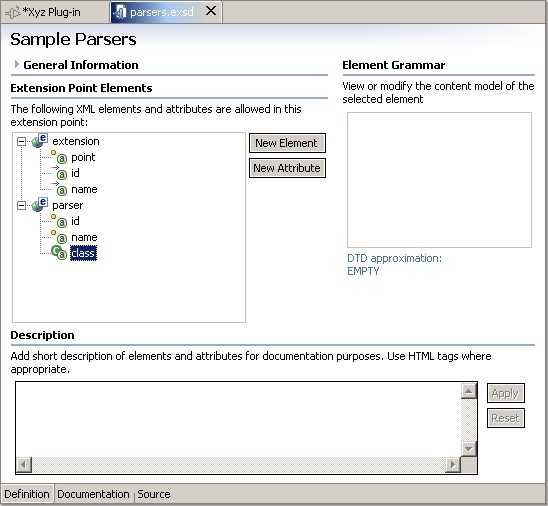 *Xyz Plug-in
parsers.exsd
Sample Parsers
General Information
Extension Point Elements
The following XML elements and attributes are allowed in this
extension point:
extension
point
id
name
parser
id
name
class
New Element
New Attribute
Element Grammar
View or modify the content model of the
selected element
DTD approximation:
EMPTY
Description
Add short description of elements and attributes for documentation purposes. Use HTML tags where
appropriate.
Apply
Reset
Definition Documentation Source